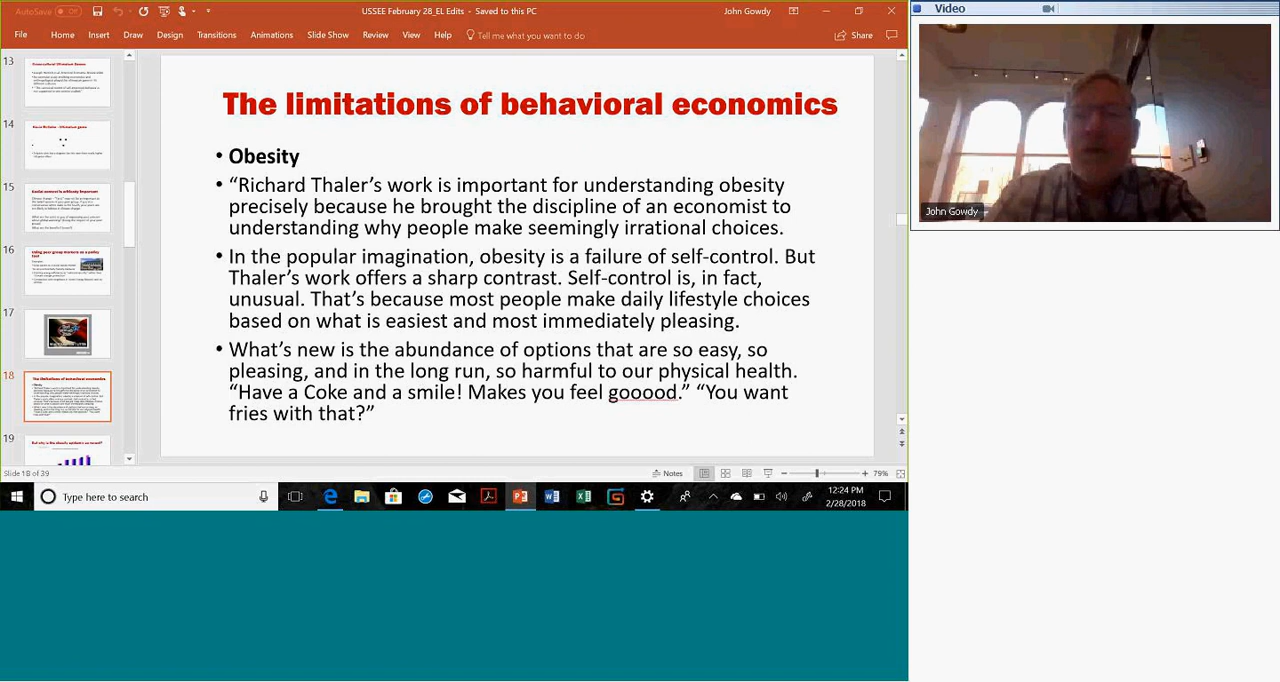 AutoSave Off
USSEE February 28_EL Edits - Saved to this PC
John Gowdy
File Home Insert Draw Design Transitions Animations Slide Show Review View Help Tell me what you want to do Share
13
14
15
16
17
18
19
The limitations of behavioral economics
• Obesity
• “Richard Thaler’s work is important for understanding obesity
precisely because he brought the discipline of an economist to
understanding why people make seemingly irrational choices.
• In the popular imagination, obesity is a failure of self-control. But
Thaler’s work offers a sharp contrast. Self-control is, in fact,
unusual. That’s because most people make daily lifestyle choices
based on what is easiest and most immediately pleasing.
• What’s new is the abundance of options that are so easy, so
pleasing, and in the long run, so harmful to our physical health.
“Have a Coke and a smile! Makes you feel gooood.” “You want
fries with that?”
Slide 18 of 39
Notes
79%
Type here to search
12:24 PM
2/28/2018
Video
John Gowdy